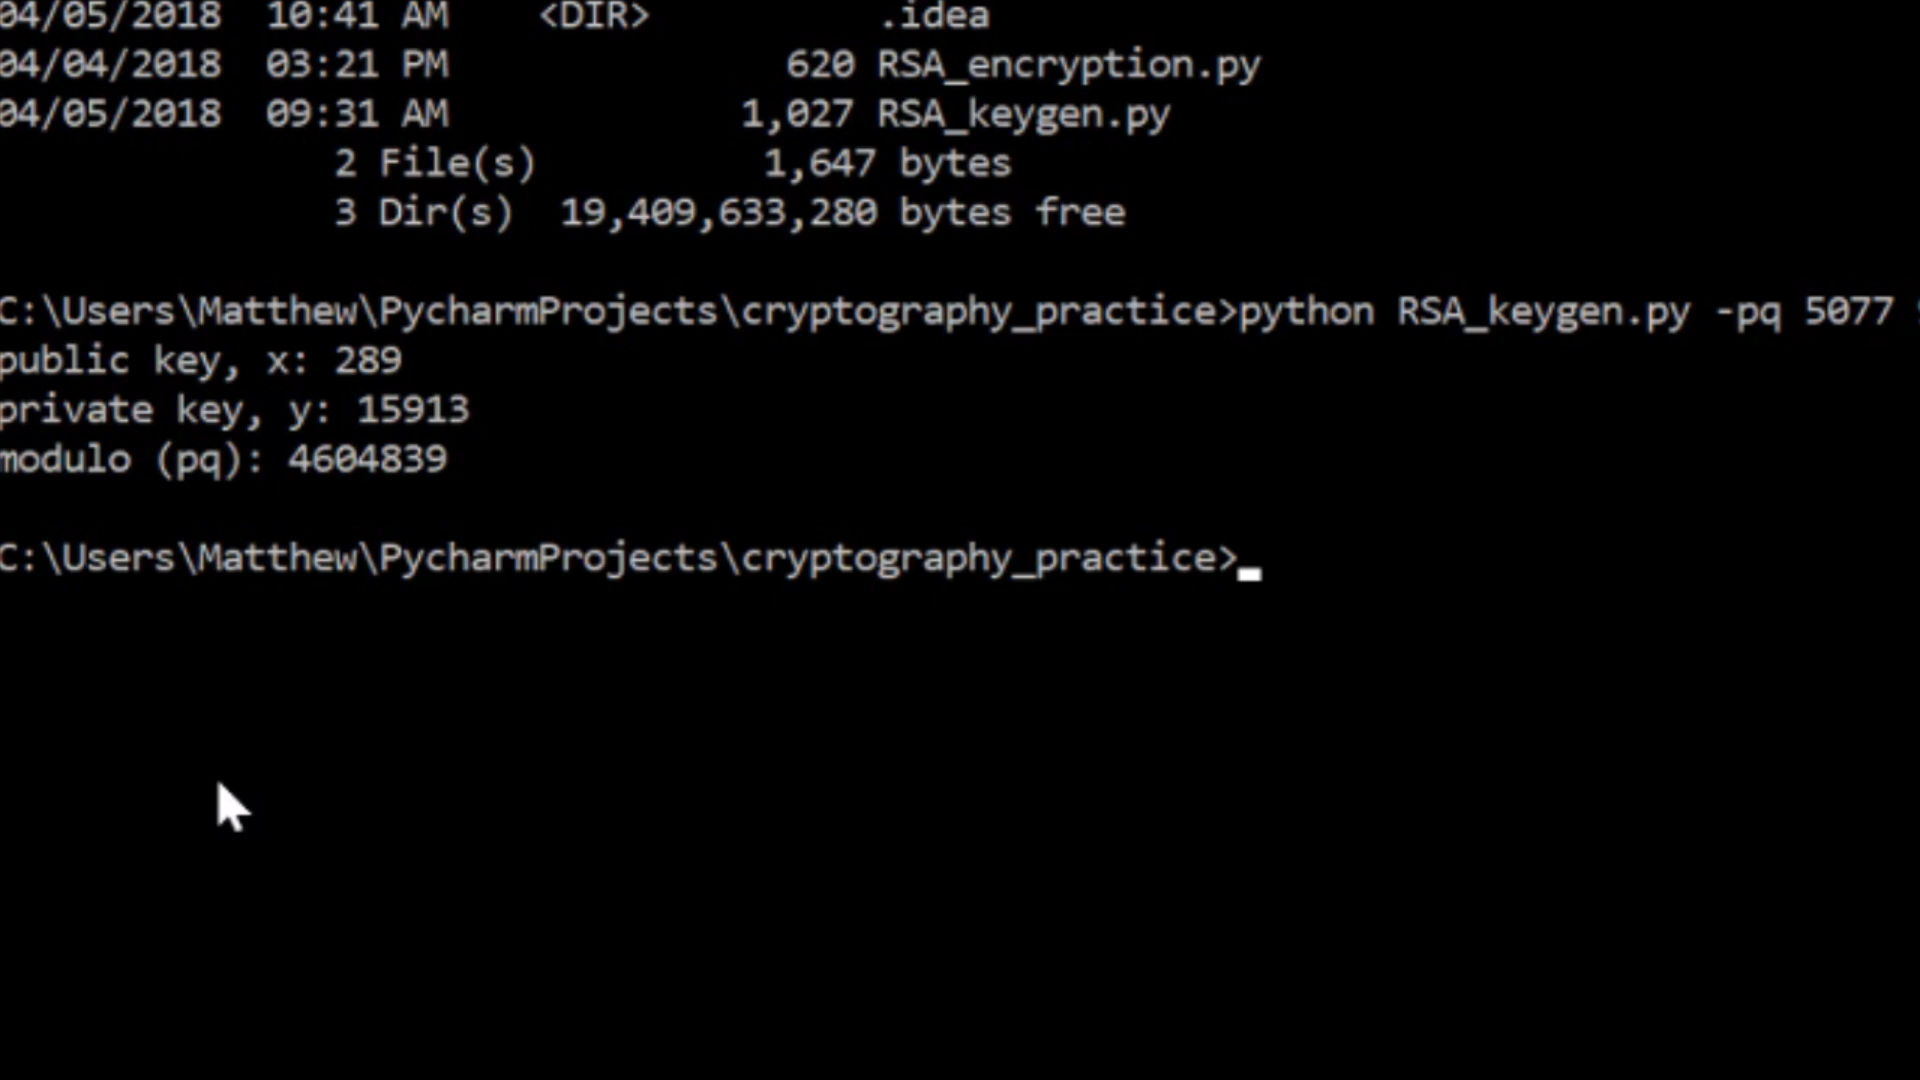 04/05/2018 10:41 AM <DIR> .idea
04/04/2018 03:21 PM 620 RSA_encryption.py
04/05/2018 09:31 AM 1,027 RSA_keygen.py
2 File(s) 1,647 bytes
3 Dir(s) 19,409,633,280 bytes free
C:\Users\Matthew\PycharmProjects\cryptography_practice>python RSA_keygen.py -pq 5077
public key, x: 289
private key, y: 15913
modulo (pq): 4604839
C:\Users\Matthew\PycharmProjects\cryptography_practice>